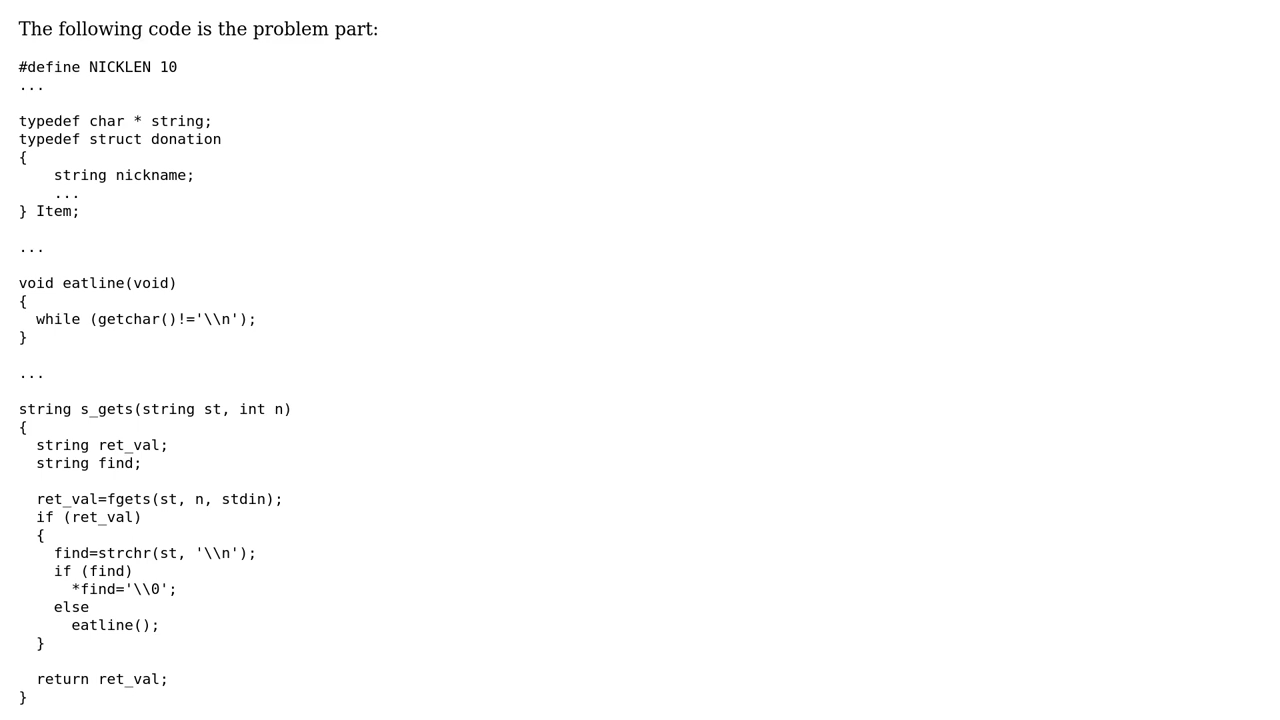 The following code is the problem part:
#define NICKLEN 10
...
typedef char * string;
typedef struct donation
{
    string nickname;
    ...
} Item;
...
void eatline(void)
{
  while (getchar()!='\\n');
}
...
string s_gets(string st, int n)
{
  string ret_val;
  string find;
  ret_val=fgets(st, n, stdin);
  if (ret_val)
  {
    find=strchr(st, '\\n');
    if (find)
      *find='\\0';
    else
      eatline();
  }
  return ret_val;
}